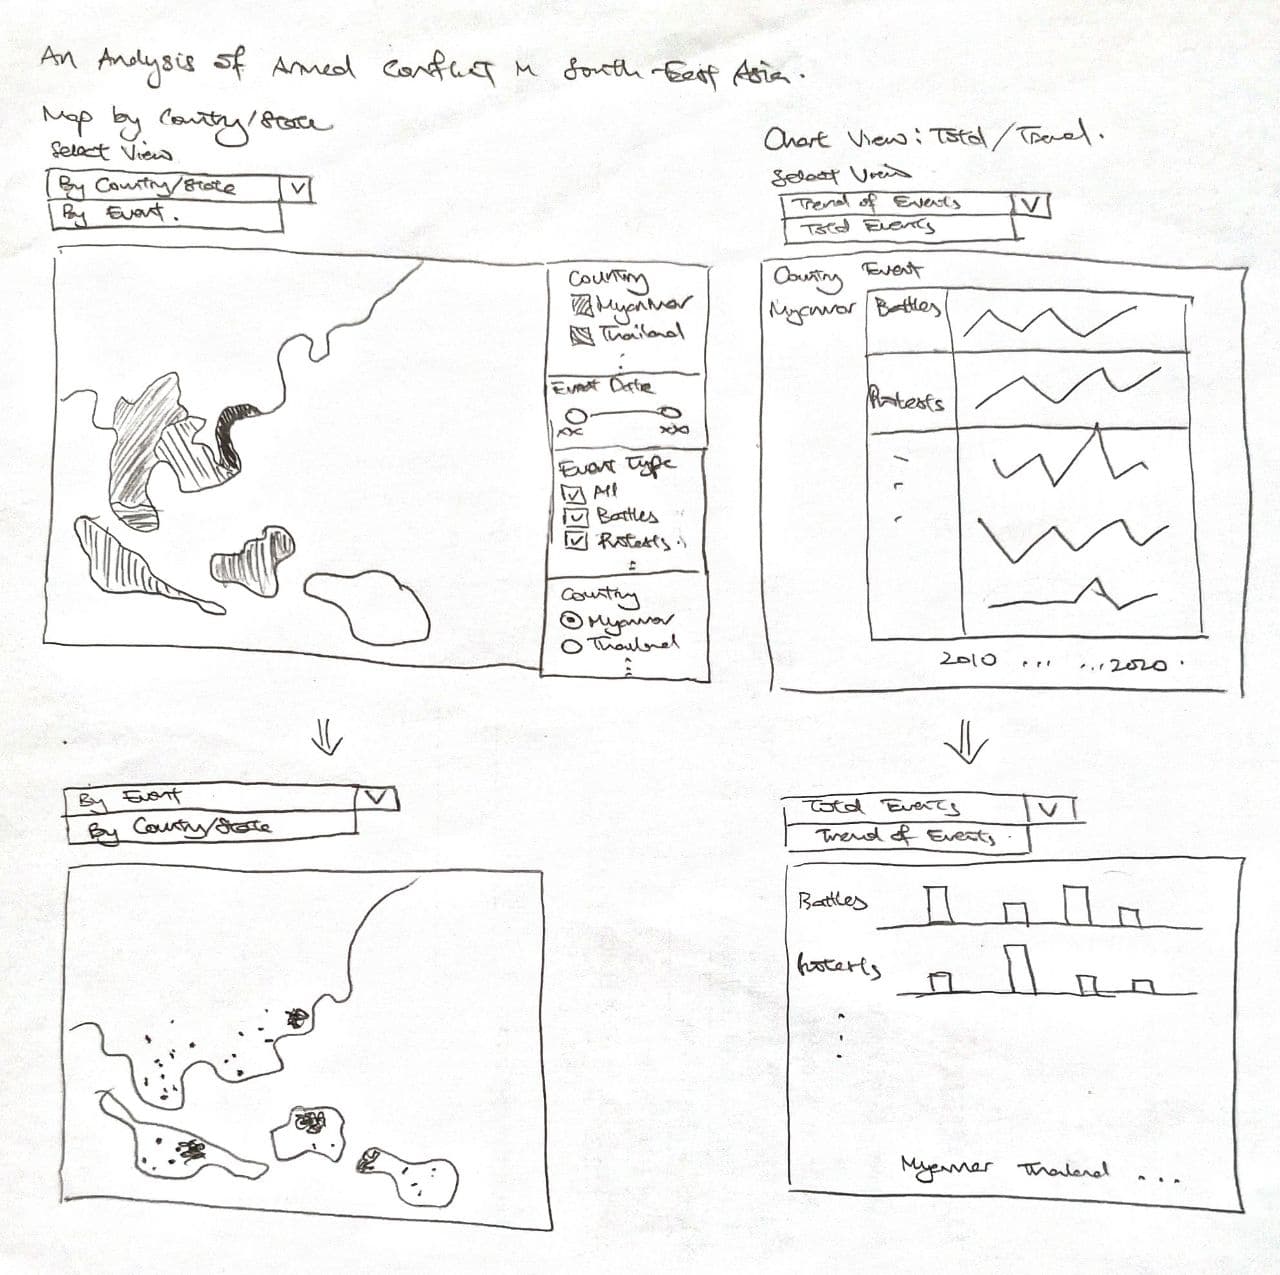 An Analysis of Armed Conflict in South-East Asia.
Map by Country/State
Select View
By Country/State
By Event.
Country
Myanmar
Thailand
Event Date
xx xx
Event Type
All
Battles
Protests
Country
Myanmar
Thailand
By Event
By Country/State
Chart View: Total/Trend.
Select View
Trend of Events
Total Events
Country Event
Myanmar Battles
Protests
2010 ... ...2020.
Total Events
Trend of Events
Battles
Protests
Myanmar Thailand ...